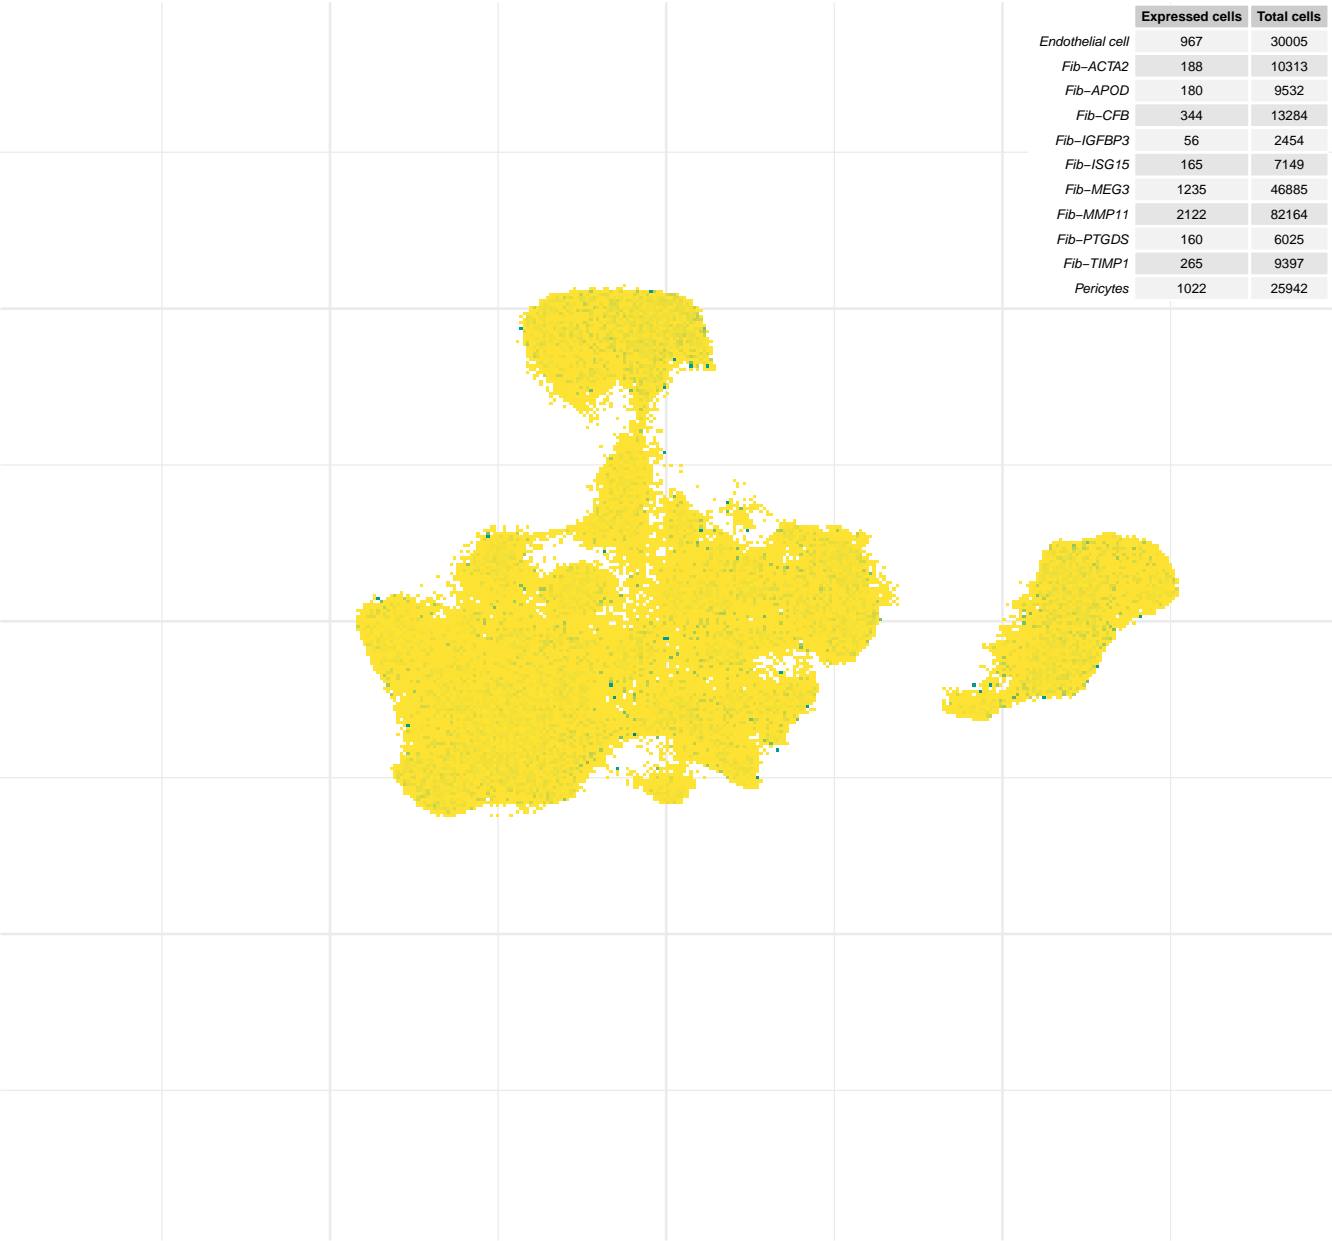 Expressed cells Total cells
Endothelial cell 967 30005
Fib−ACTA2 188 10313
Fib−APOD 180 9532
Fib−CFB 344 13284
Fib−IGFBP3 56 2454
Fib−ISG15 165 7149
Fib−MEG3 1235 46885
Fib−MMP11 2122 82164
Fib−PTGDS 160 6025
Fib−TIMP1 265 9397
Pericytes 1022 25942